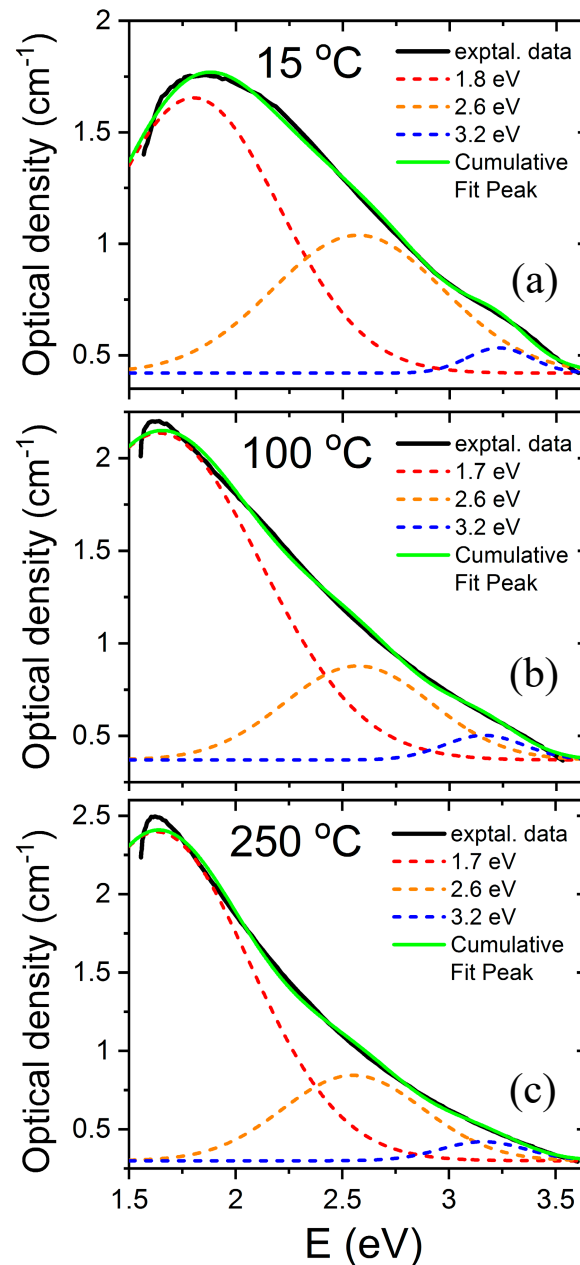 2
15 °C
exptal. data
1.8 eV
2.6 eV
3.2 eV
Cumulative
Fit Peak
1.5
1
0.5
Optical density (cm⁻¹)
(a)
100 °C
exptal. data
1.7 eV
2.6 eV
3.2 eV
Cumulative
Fit Peak
2
1.5
1
0.5
Optical density (cm⁻¹)
(b)
250 °C
exptal. data
1.7 eV
2.6 eV
3.2 eV
Cumulative
Fit Peak
2.5
2
1.5
1
0.5
Optical density (cm⁻¹)
(c)
1.5 2 2.5 3 3.5
E (eV)